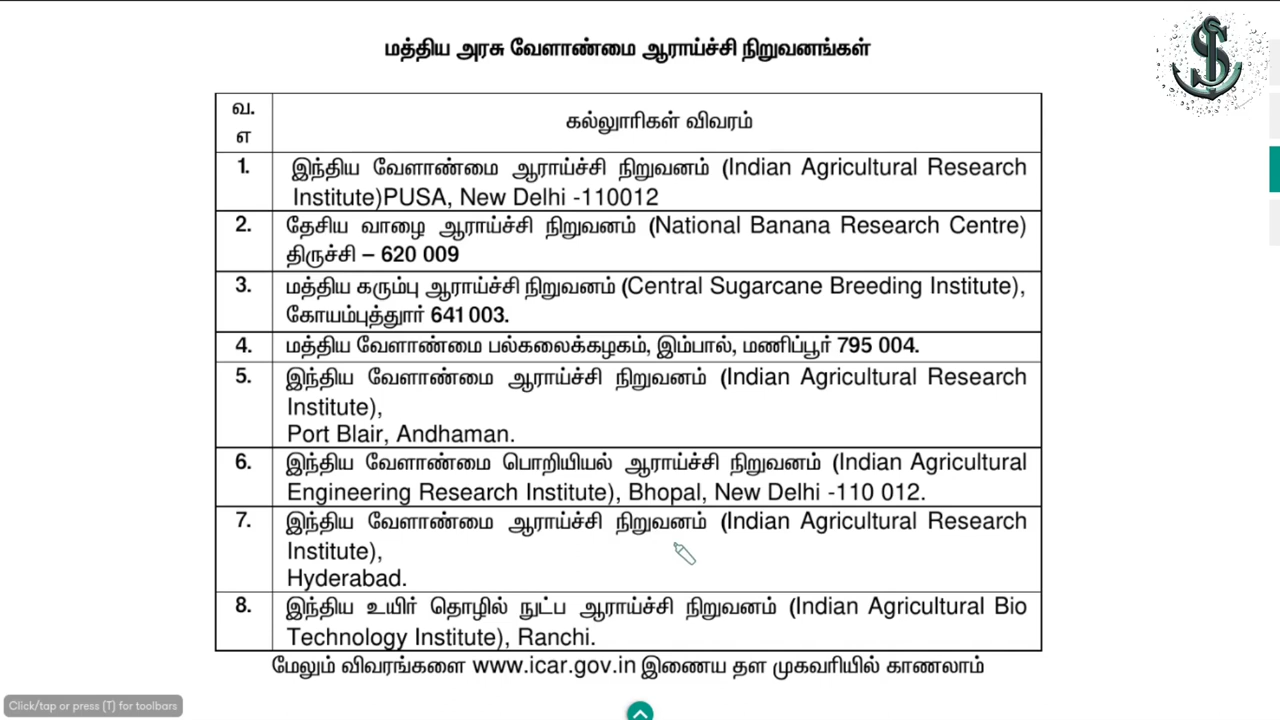 மத்திய அரசு வேளாண்மை ஆராய்ச்சி நிறுவனங்கள்
வ.
எ
கல்லூரிகள் விவரம்
1. இந்திய வேளாண்மை ஆராய்ச்சி நிறுவனம் (Indian Agricultural Research
Institute)PUSA, New Delhi -110012
2. தேசிய வாழை ஆராய்ச்சி நிறுவனம் (National Banana Research Centre)
திருச்சி – 620 009
3. மத்திய கரும்பு ஆராய்ச்சி நிறுவனம் (Central Sugarcane Breeding Institute),
கோயம்புத்தூர் 641 003.
4. மத்திய வேளாண்மை பல்கலைக்கழகம், இம்பால், மணிப்பூர் 795 004.
5. இந்திய வேளாண்மை ஆராய்ச்சி நிறுவனம் (Indian Agricultural Research
Institute),
Port Blair, Andhaman.
6. இந்திய வேளாண்மை பொறியியல் ஆராய்ச்சி நிறுவனம் (Indian Agricultural
Engineering Research Institute), Bhopal, New Delhi -110 012.
7. இந்திய வேளாண்மை ஆராய்ச்சி நிறுவனம் (Indian Agricultural Research
Institute),
Hyderabad.
8. இந்திய உயிர் தொழில் நுட்ப ஆராய்ச்சி நிறுவனம் (Indian Agricultural Bio
Technology Institute), Ranchi.
மேலும் விவரங்களை www.icar.gov.in இணைய தள முகவரியில் காணலாம்
Click/tap or press (T) for toolbars